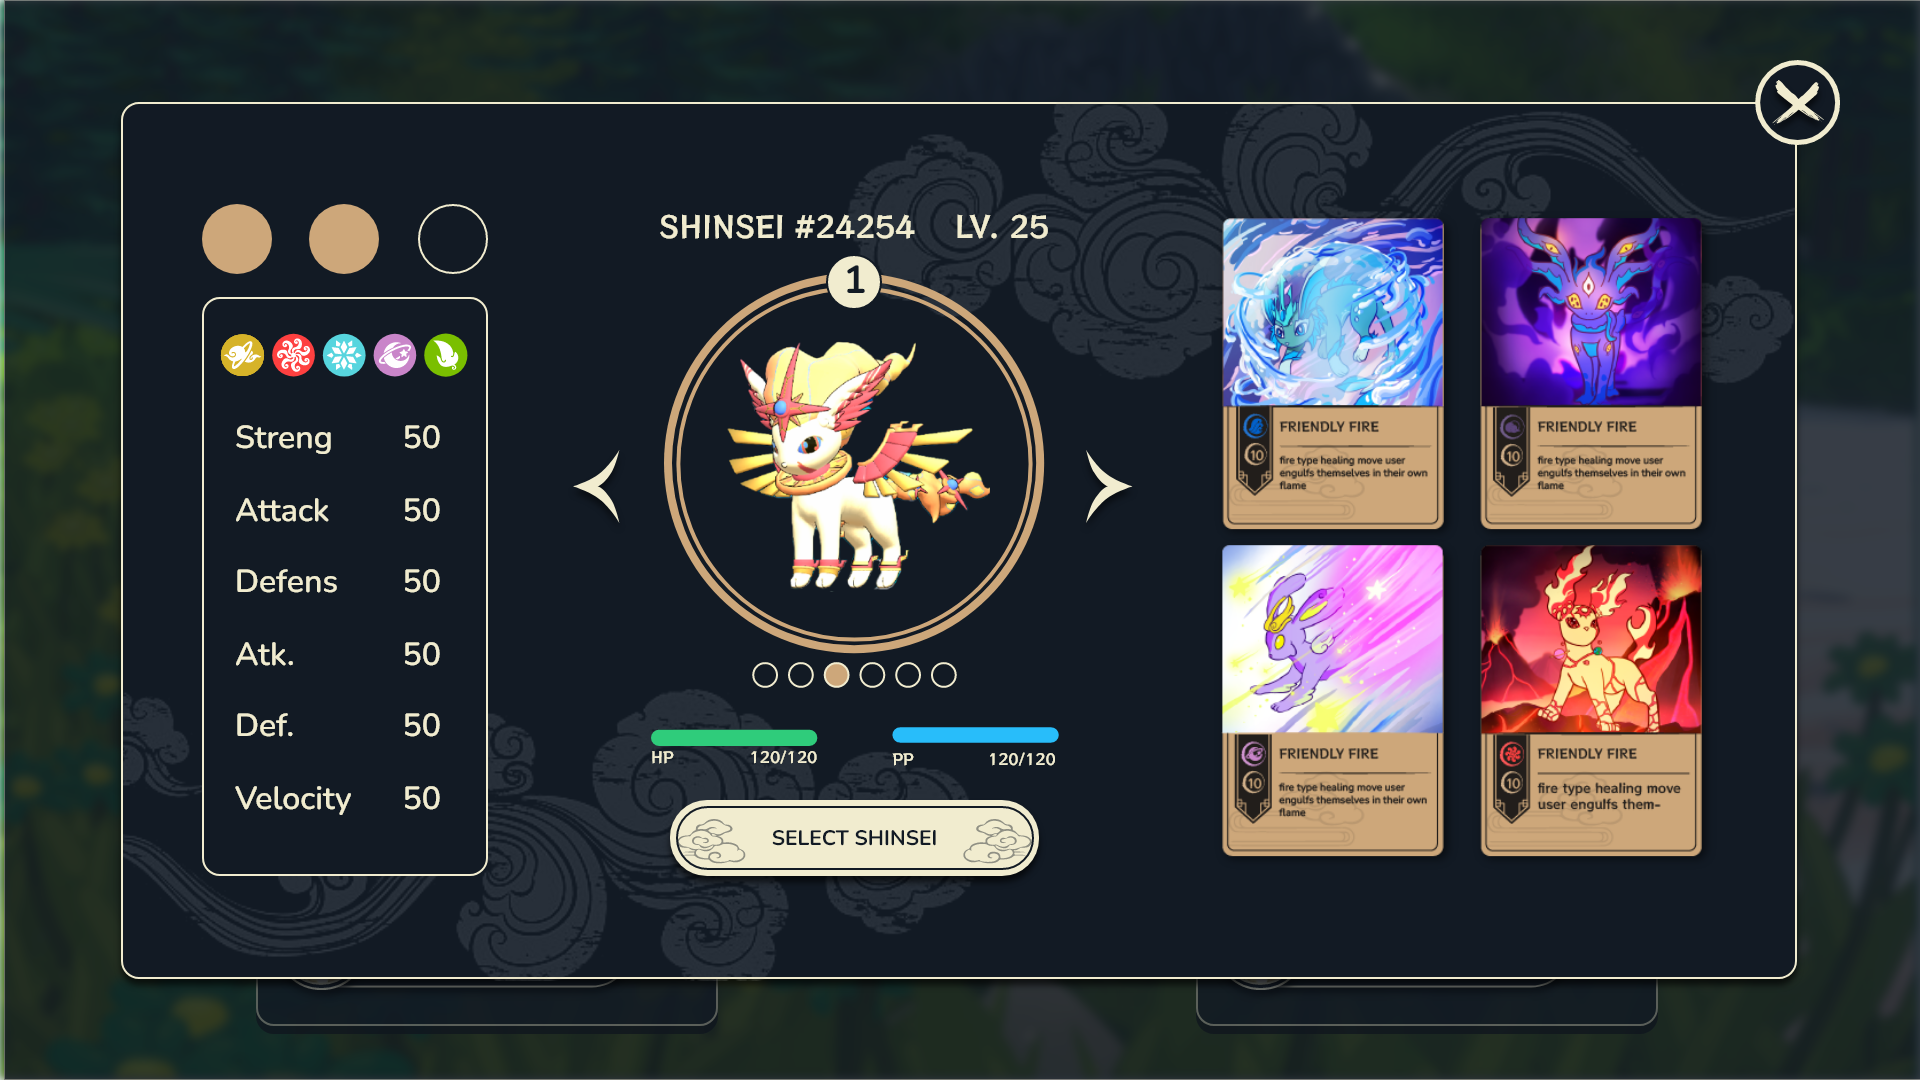 SHINSEI #24254 LV. 25
1
Streng 50
Attack 50
Defens 50
Atk. 50
Def. 50
Velocity 50
HP 120/120
PP 120/120
SELECT SHINSEI
FRIENDLY FIRE
10
fire type healing move user
engulfs themselves in their own
flame
FRIENDLY FIRE
10
fire type healing move user
engulfs themselves in their own
flame
FRIENDLY FIRE
10
fire type healing move user
engulfs themselves in their own
flame
FRIENDLY FIRE
10
fire type healing move
user engulfs them-